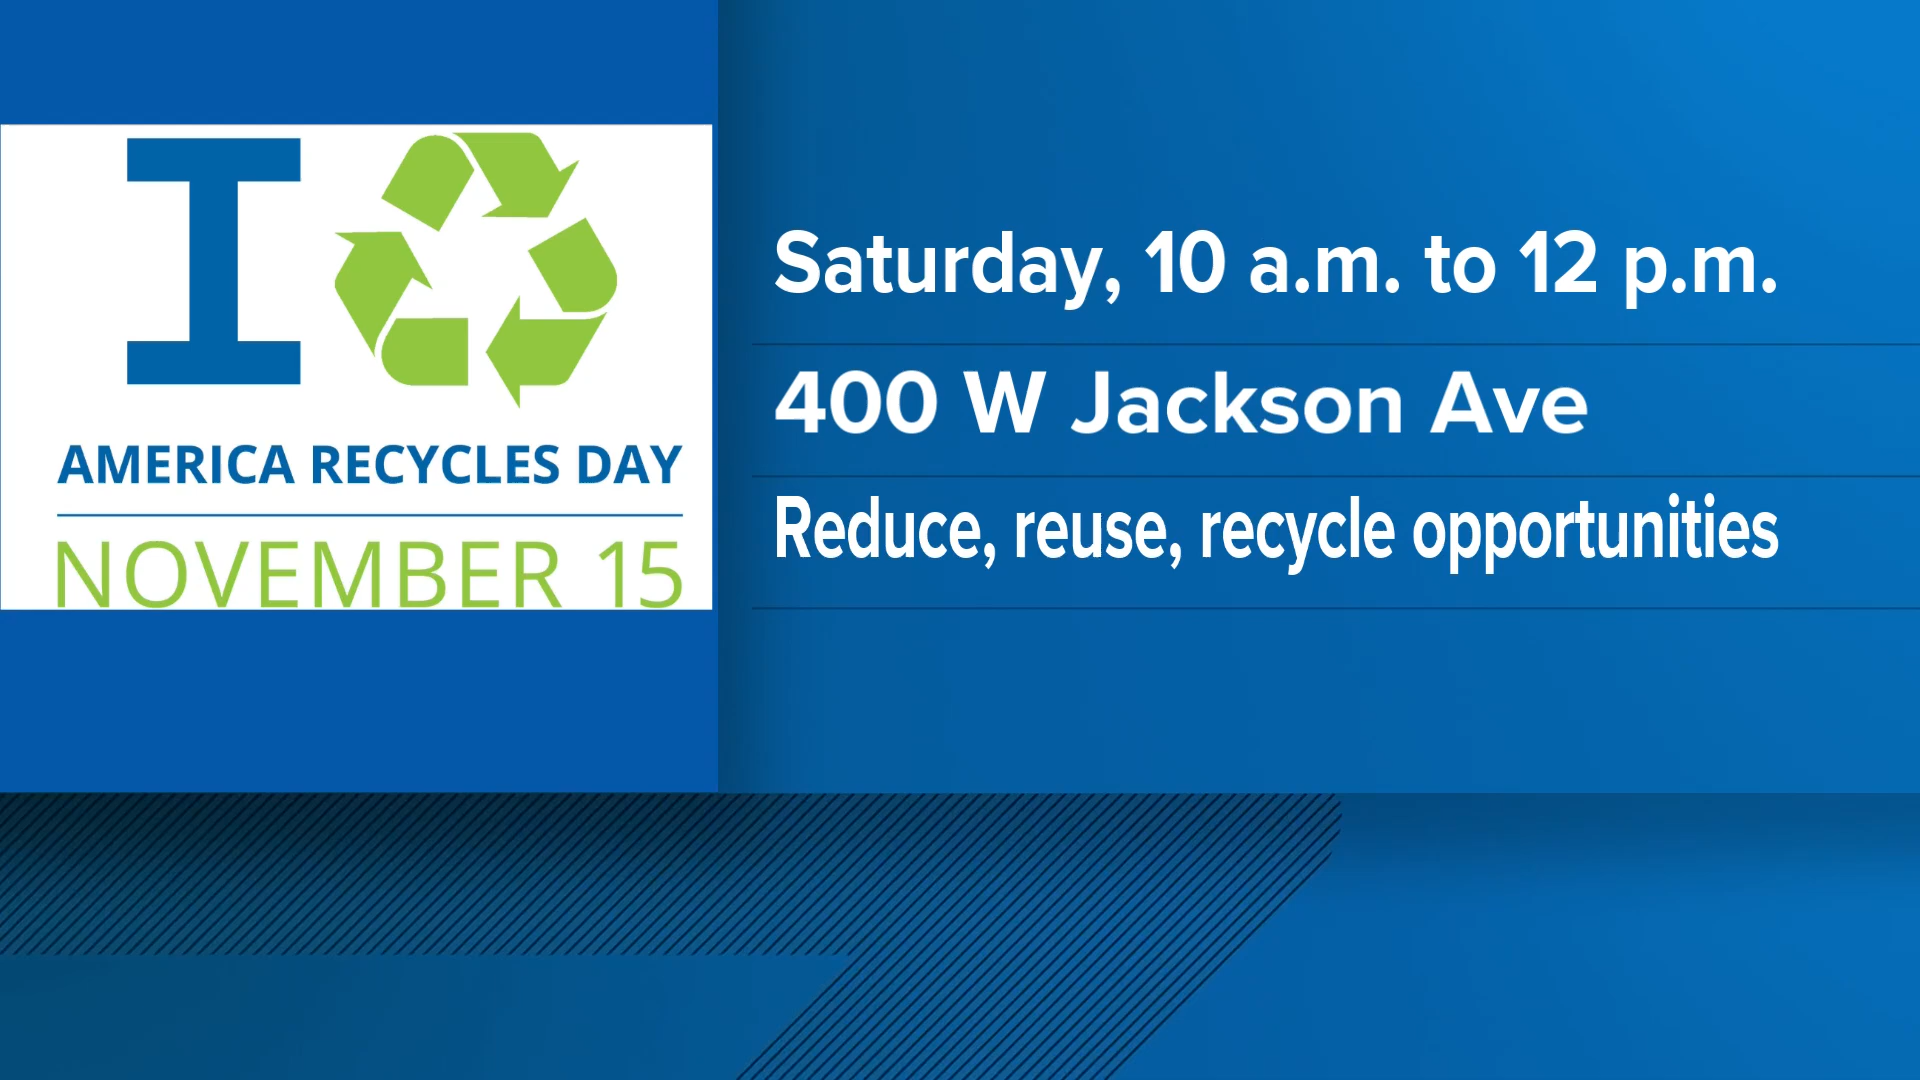 I
AMERICA RECYCLES DAY
NOVEMBER 15
Saturday, 10 a.m. to 12 p.m.
400 W Jackson Ave
Reduce, reuse, recycle opportunities